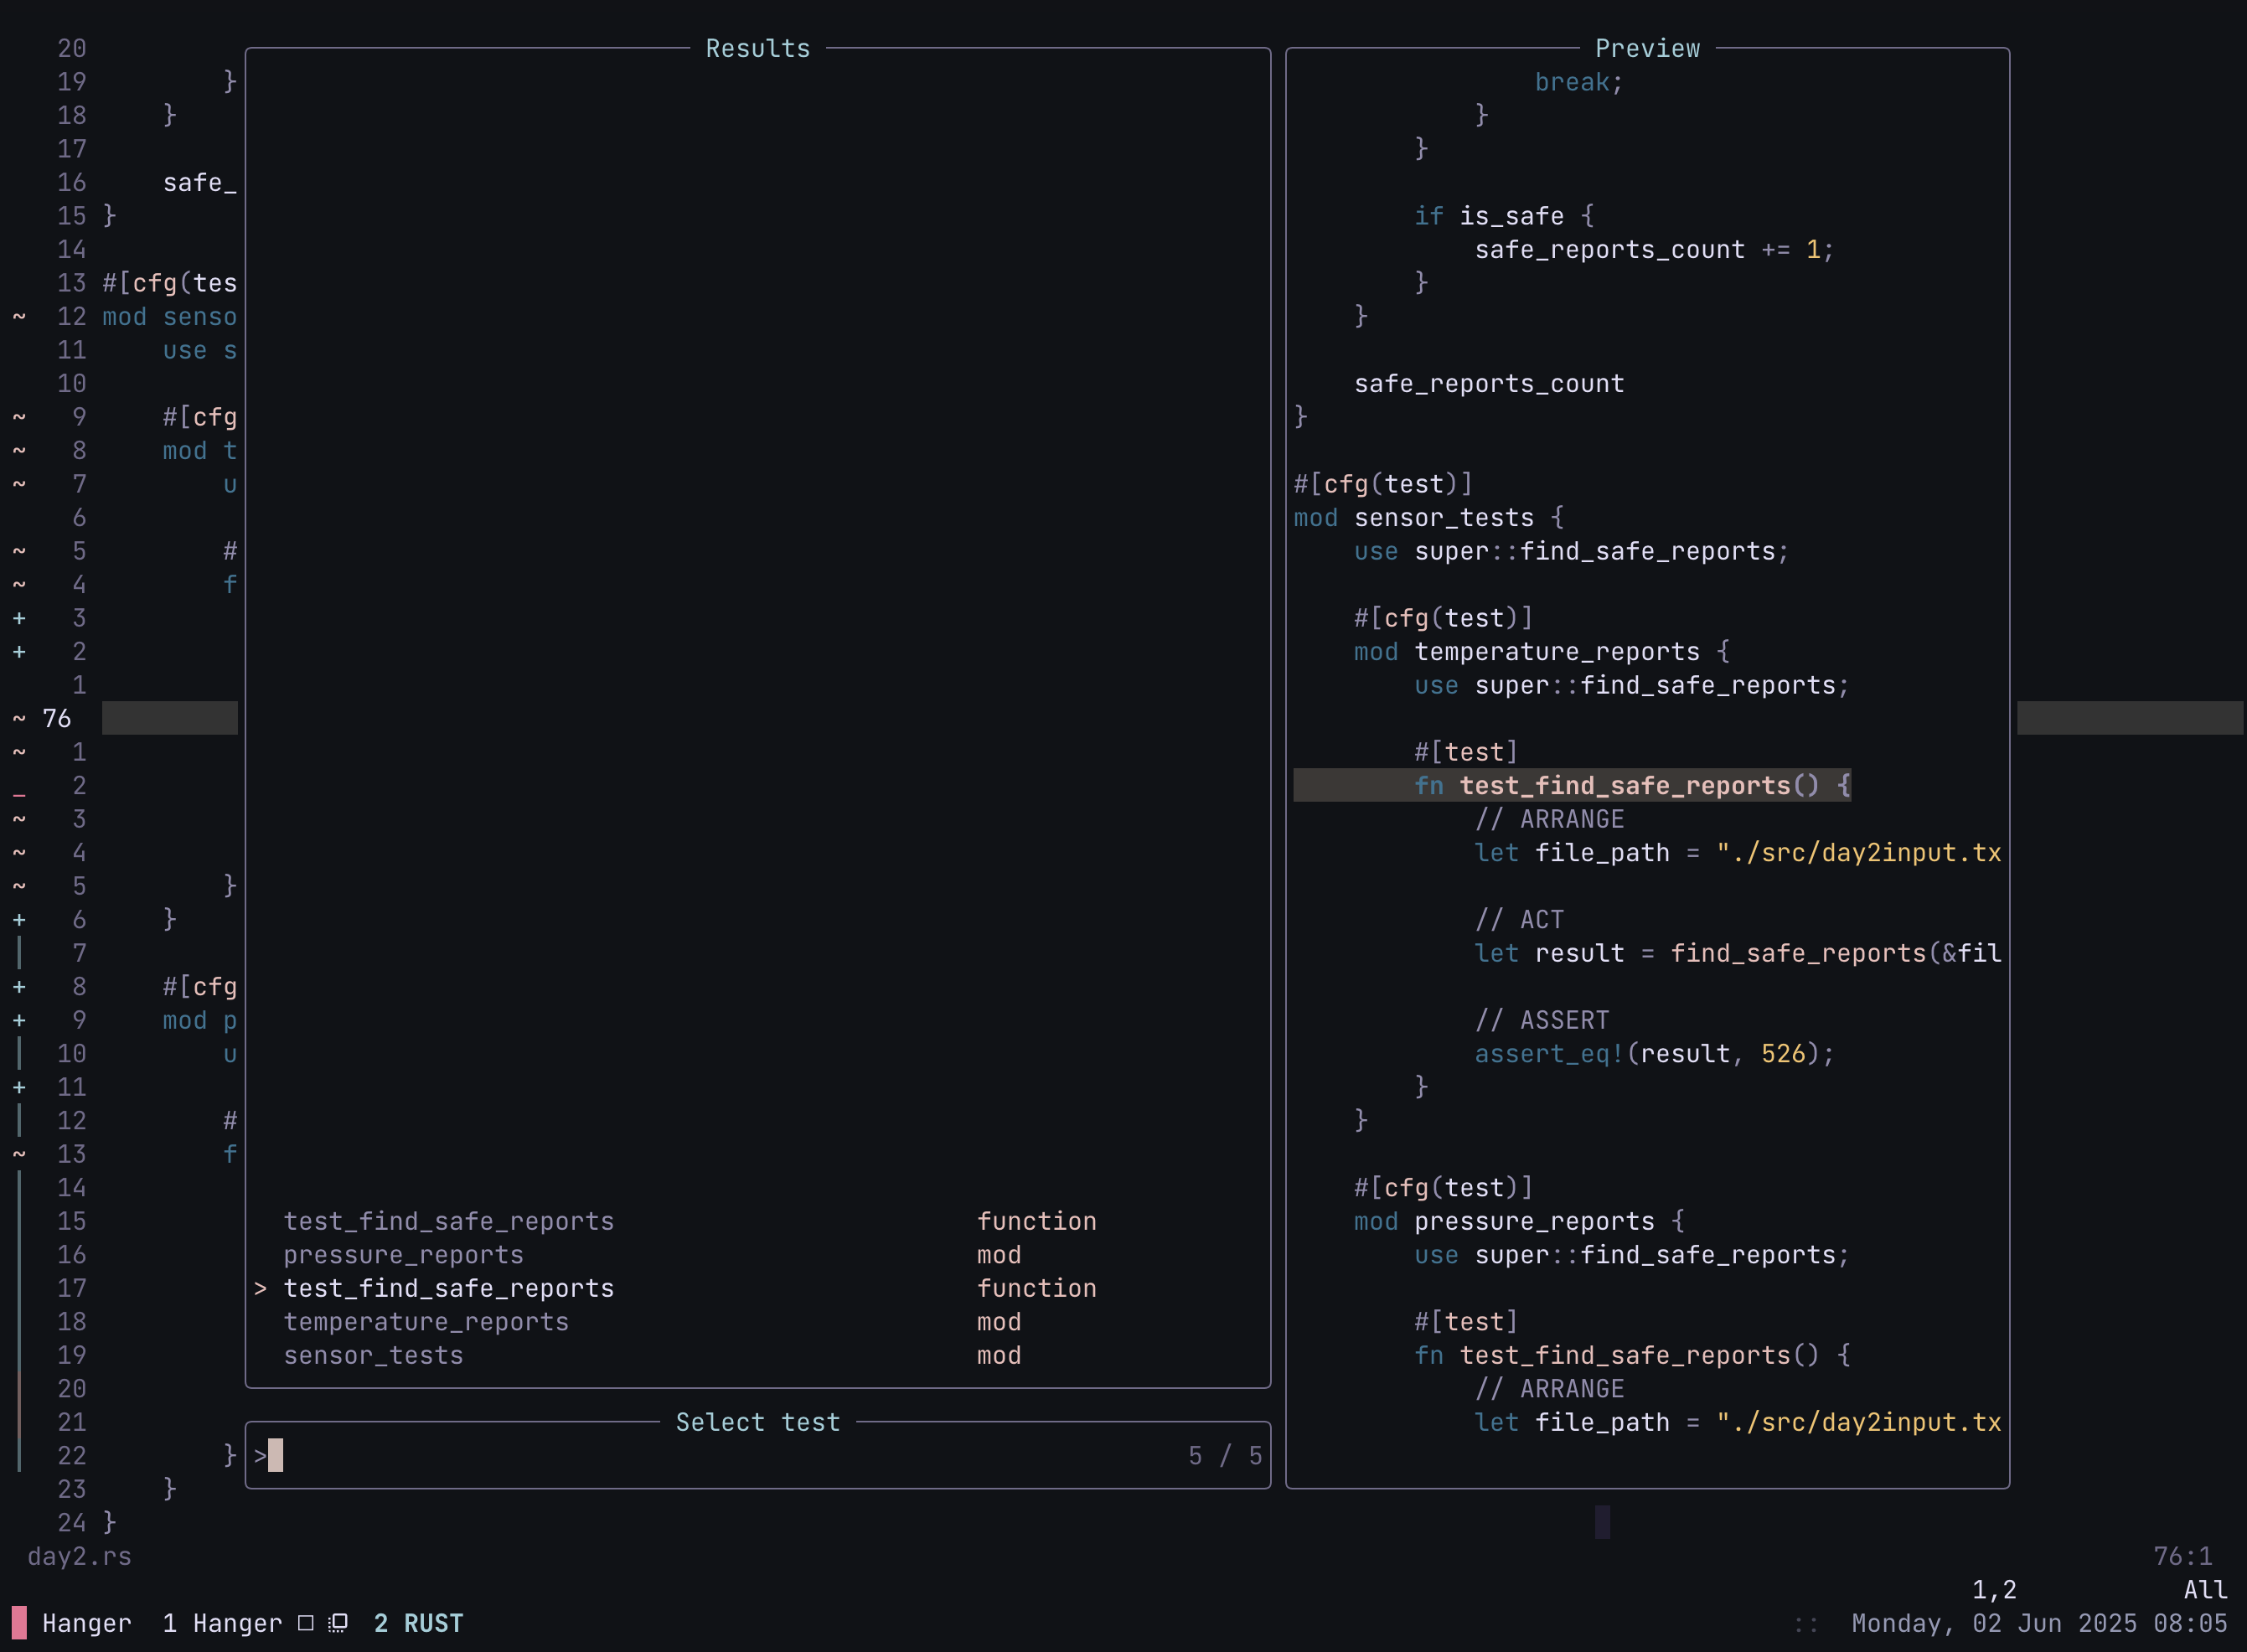 20 Results Preview
19 } break;
18 } }
17 }
16 safe_
15 } if is_safe {
14 safe_reports_count += 1;
13 #[cfg(tes }
~ 12 mod senso }
11 use s
10 safe_reports_count
~ 9 #[cfg }
~ 8 mod t
~ 7 u #[cfg(test)]
6 mod sensor_tests {
~ 5 # use super::find_safe_reports;
~ 4 f
+ 3 #[cfg(test)]
+ 2 mod temperature_reports {
1 use super::find_safe_reports;
~ 76
~ 1 #[test]
_ 2 fn test_find_safe_reports() {
~ 3 // ARRANGE
~ 4 let file_path = "./src/day2input.tx
~ 5 }
+ 6 } // ACT
7 let result = find_safe_reports(&fil
+ 8 #[cfg
+ 9 mod p // ASSERT
10 u assert_eq!(result, 526);
+ 11 }
12 # }
~ 13 f
14 #[cfg(test)]
15 test_find_safe_reports function mod pressure_reports {
16 pressure_reports mod use super::find_safe_reports;
17 > test_find_safe_reports function
18 temperature_reports mod #[test]
19 sensor_tests mod fn test_find_safe_reports() {
20 // ARRANGE
21 Select test let file_path = "./src/day2input.tx
22 } > 5 / 5
23 }
24 }
day2.rs 76:1
1,2 All
Hanger 1 Hanger 2 RUST :: Monday, 02 Jun 2025 08:05